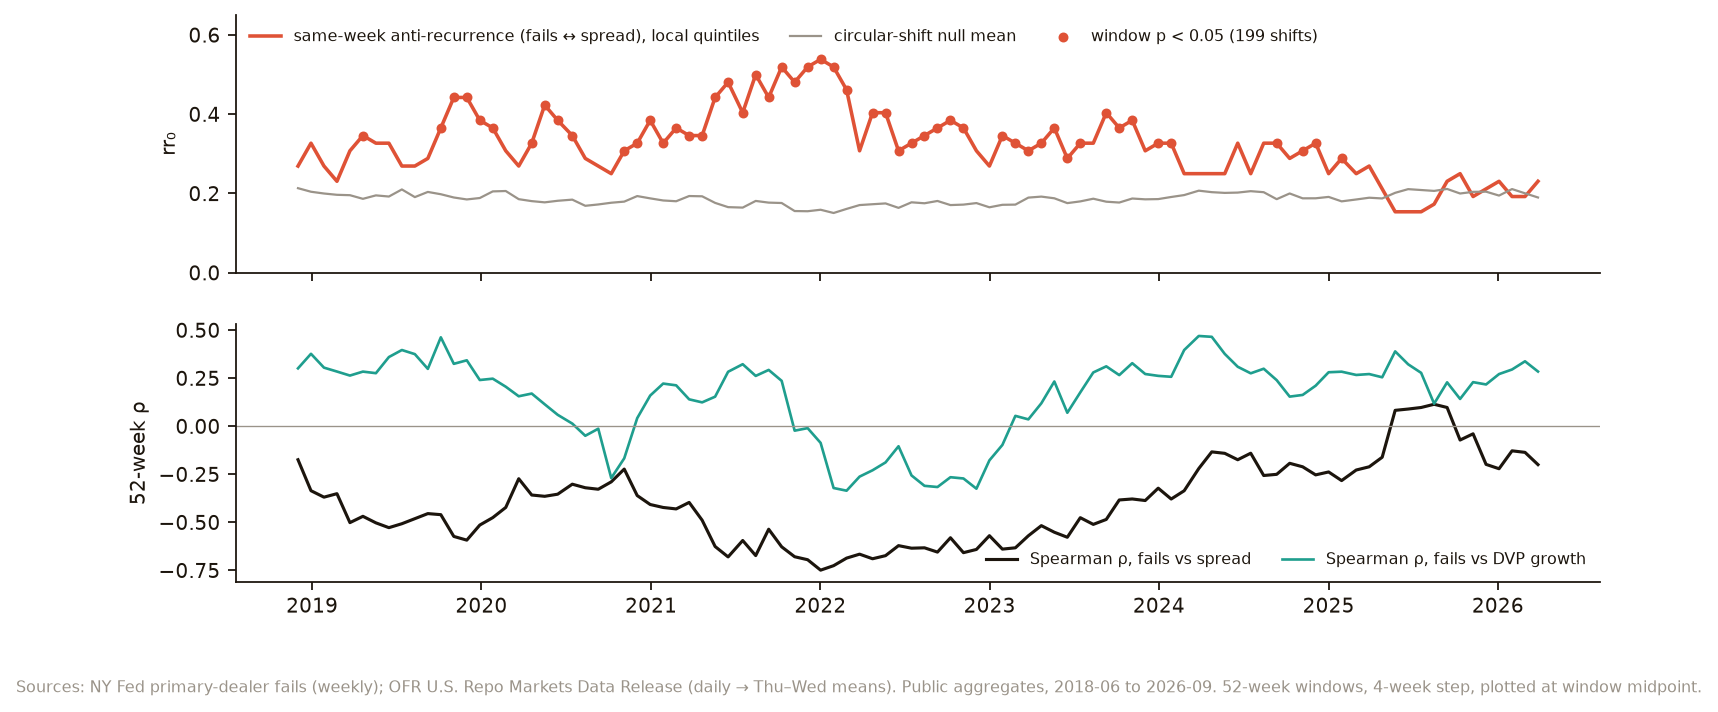 same-week anti-recurrence (fails ↔ spread), local quintiles
circular-shift null mean
window p < 0.05 (199 shifts)
rr₀
0.6
0.4
0.2
0.0
52-week ρ
0.50
0.25
0.00
−0.25
−0.50
−0.75
Spearman ρ, fails vs spread
Spearman ρ, fails vs DVP growth
2019 2020 2021 2022 2023 2024 2025 2026
Sources: NY Fed primary-dealer fails (weekly); OFR U.S. Repo Markets Data Release (daily → Thu–Wed means). Public aggregates, 2018-06 to 2026-09. 52-week windows, 4-week step, plotted at window midpoint.